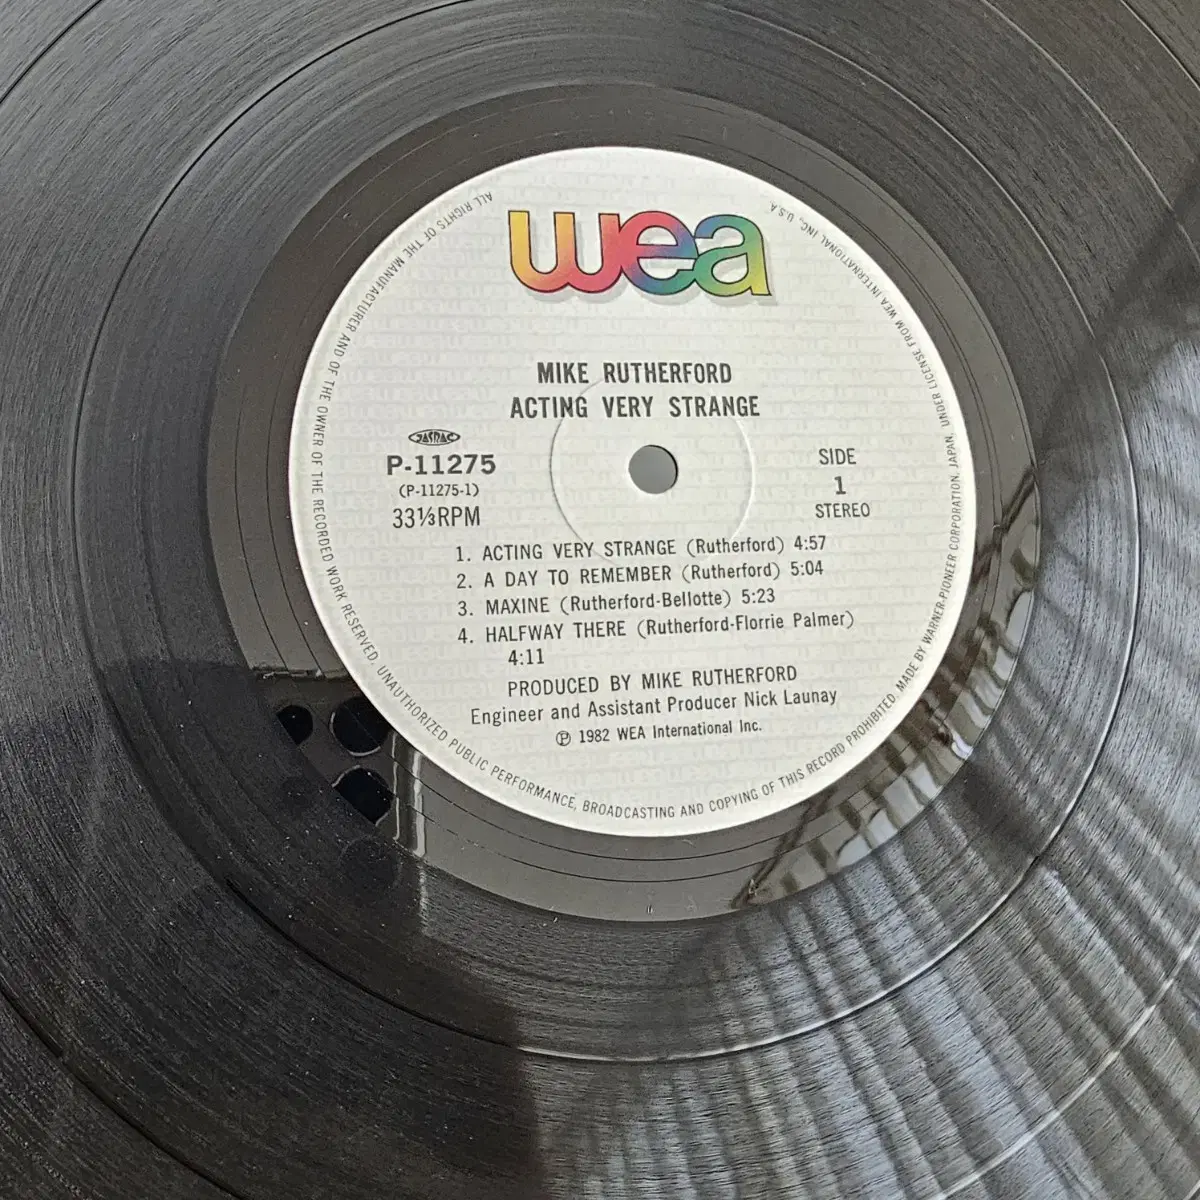 wea
MIKE RUTHERFORD
ACTING VERY STRANGE
JASRAC
P-11275
(P-11275-1)
33⅓RPM
SIDE
1
STEREO
1. ACTING VERY STRANGE (Rutherford) 4:57
2. A DAY TO REMEMBER (Rutherford) 5:04
3. MAXINE (Rutherford-Bellotte) 5:23
4. HALFWAY THERE (Rutherford-Florrie Palmer)
4:11
PRODUCED BY MIKE RUTHERFORD
Engineer and Assistant Producer Nick Launay
℗ 1982 WEA International Inc.
ALL RIGHTS OF THE MANUFACTURER AND OF THE OWNER OF THE RECORDED WORK RESERVED. UNAUTHORIZED PUBLIC PERFORMANCE, BROADCASTING AND COPYING OF THIS RECORD PROHIBITED. MADE BY WARNER-PIONEER CORPORATION, JAPAN, UNDER LICENSE FROM WEA INTERNATIONAL INC., U.S.A